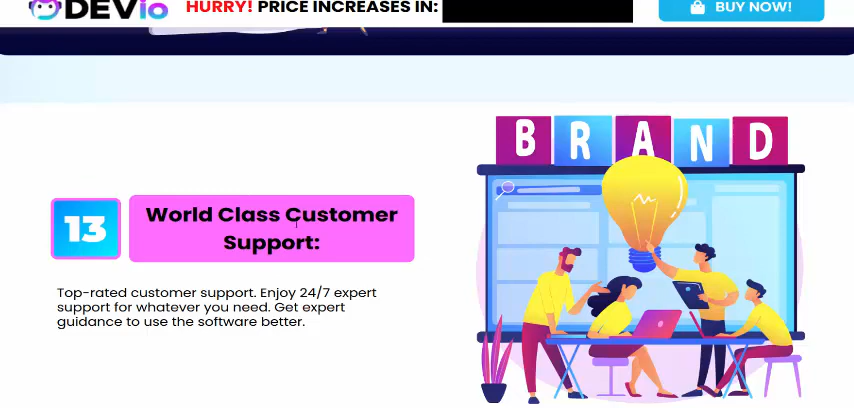 DEVio HURRY! PRICE INCREASES IN: BUY NOW!
BRAND
13
World Class Customer
Support:
Top-rated customer support. Enjoy 24/7 expert
support for whatever you need. Get expert
guidance to use the software better.